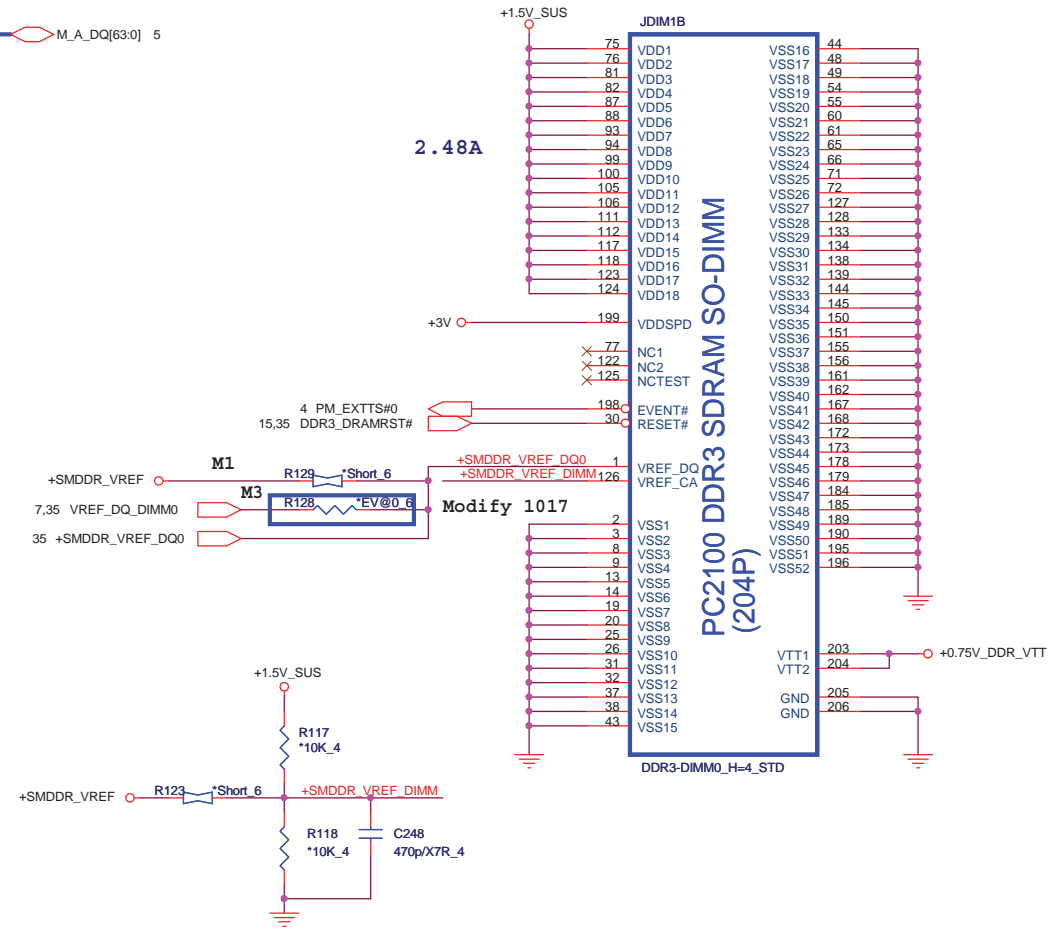 M_A_DQ[63:0] 5
+1.5V_SUS
JDIM1B
75 VDD1
76 VDD2
81 VDD3
82 VDD4
87 VDD5
88 VDD6
93 VDD7
94 VDD8
99 VDD9
100 VDD10
105 VDD11
106 VDD12
111 VDD13
112 VDD14
117 VDD15
118 VDD16
123 VDD17
124 VDD18
2.48A
+3V
199 VDDSPD
77 NC1
122 NC2
125 NCTEST
4 PM_EXTTS#0
198 EVENT#
15,35 DDR3_DRAMRST#
30 RESET#
M1
+SMDDR_VREF
R129 *Short_6
+SMDDR_VREF_DQ0
1 VREF_DQ
+SMDDR_VREF_DIMM
126 VREF_CA
M3
7,35 VREF_DQ_DIMM0
R128 *EV@0_6
Modify 1017
35 +SMDDR_VREF_DQ0
2 VSS1
3 VSS2
8 VSS3
9 VSS4
13 VSS5
14 VSS6
19 VSS7
20 VSS8
25 VSS9
26 VSS10
31 VSS11
32 VSS12
37 VSS13
38 VSS14
43 VSS15
PC2100 DDR3 SDRAM SO-DIMM
(204P)
VSS16 44
VSS17 48
VSS18 49
VSS19 54
VSS20 55
VSS21 60
VSS22 61
VSS23 65
VSS24 66
VSS25 71
VSS26 72
VSS27 127
VSS28 128
VSS29 133
VSS30 134
VSS31 138
VSS32 139
VSS33 144
VSS34 145
VSS35 150
VSS36 151
VSS37 155
VSS38 156
VSS39 161
VSS40 162
VSS41 167
VSS42 168
VSS43 172
VSS44 173
VSS45 178
VSS46 179
VSS47 184
VSS48 185
VSS49 189
VSS50 190
VSS51 195
VSS52 196
VTT1 203
VTT2 204
+0.75V_DDR_VTT
GND 205
GND 206
DDR3-DIMM0_H=4_STD
+1.5V_SUS
R117
*10K_4
+SMDDR_VREF
R123 *Short_6
+SMDDR_VREF_DIMM
R118
*10K_4
C248
470p/X7R_4